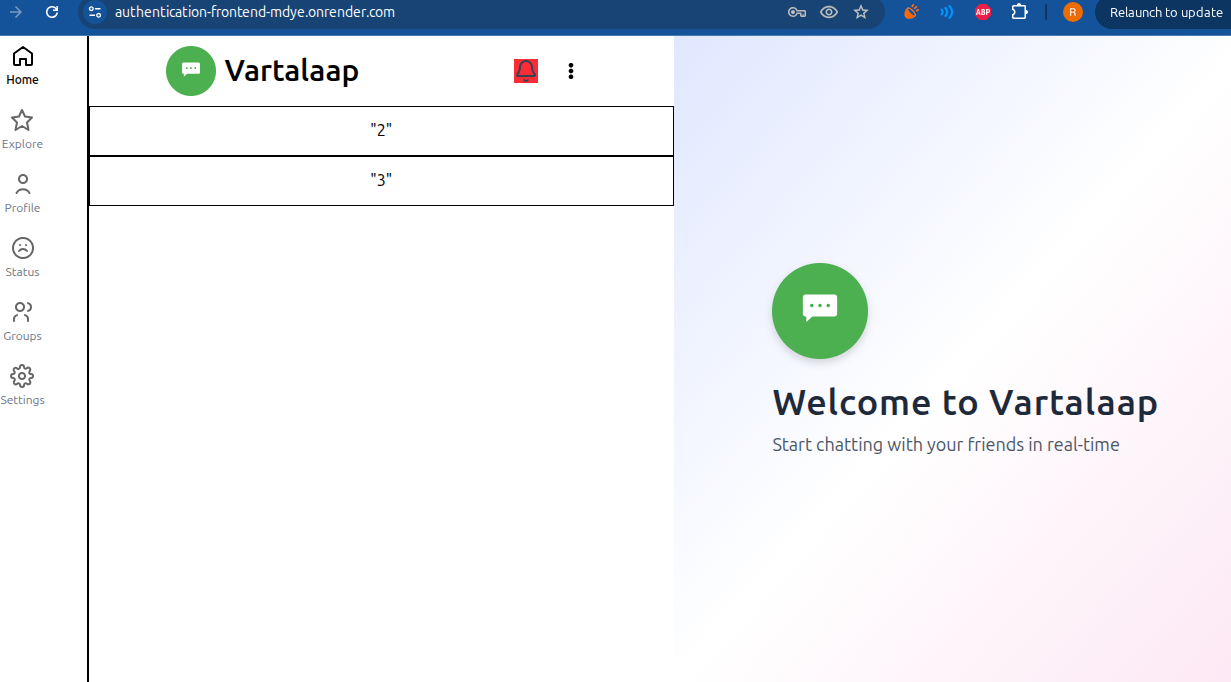 authentication-frontend-mdye.onrender.com
ABP
R
Relaunch to update
Home
Explore
Profile
Status
Groups
Settings
Vartalaap
"2"
"3"
Welcome to Vartalaap
Start chatting with your friends in real-time